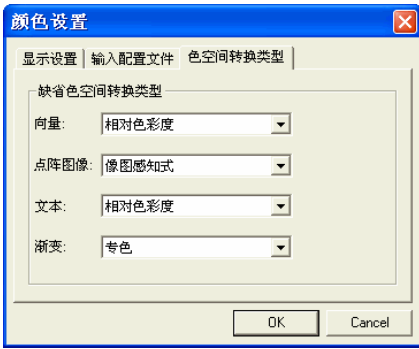 颜色设置
显示设置 输入配置文件 色空间转换类型
缺省色空间转换类型
向量: 相对色彩度
点阵图像: 像图感知式
文本: 相对色彩度
渐变: 专色
OK Cancel